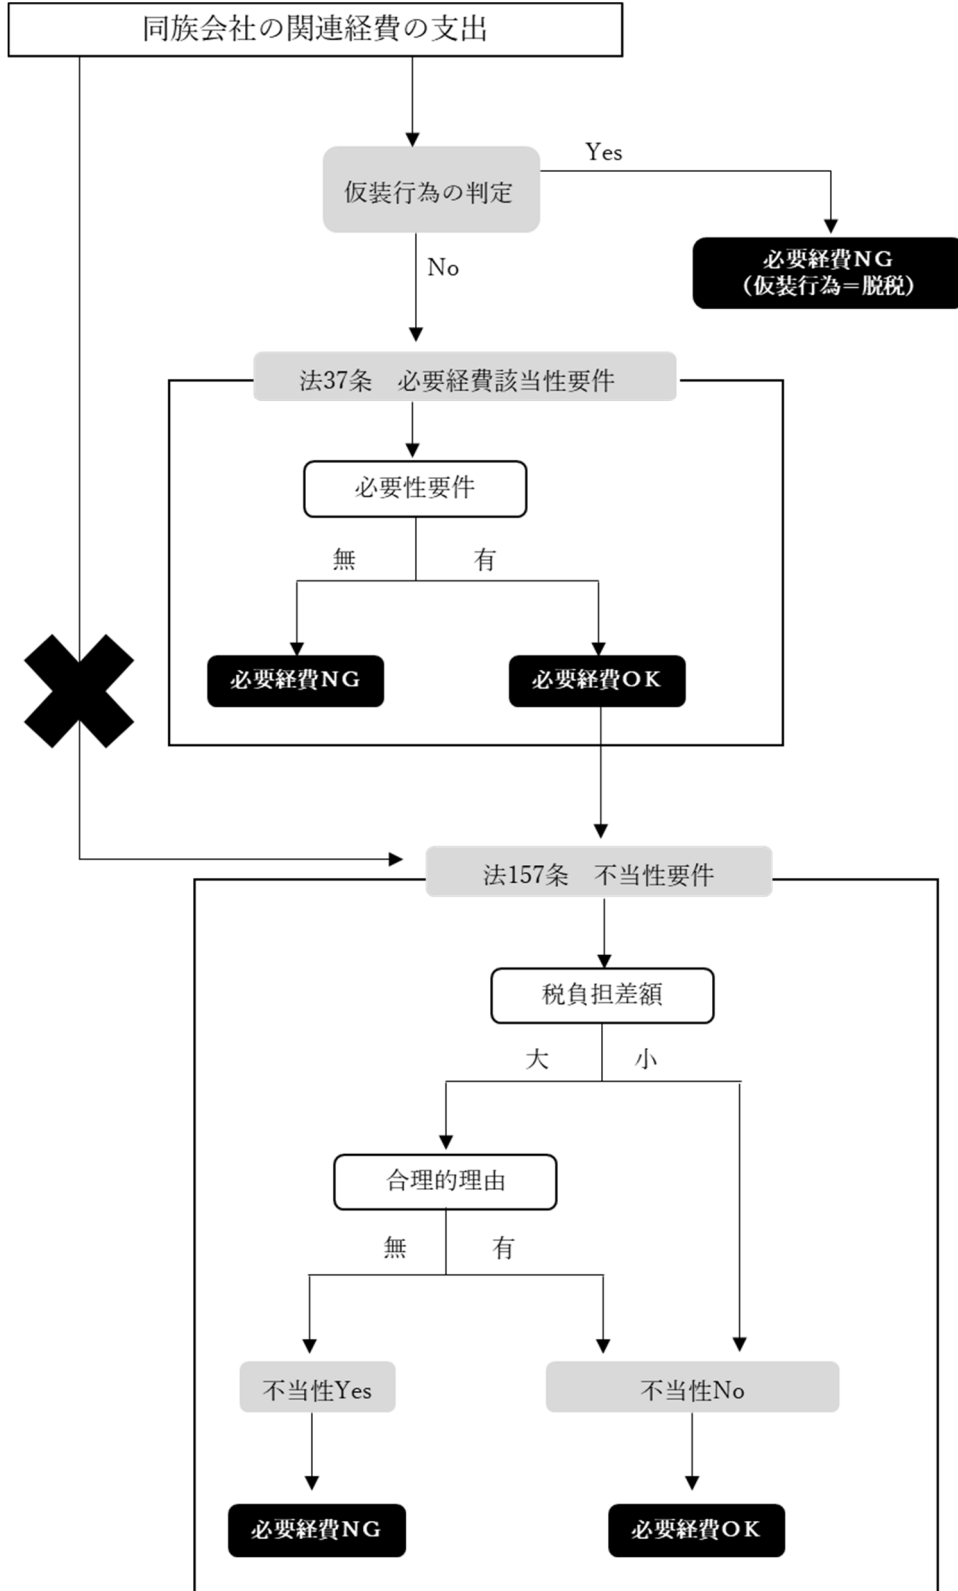 同族会社の関連経費の支出
仮装行為の判定
Yes
必要経費ＮＧ
（仮装行為＝脱税）
No
法37条　必要経費該当性要件
必要性要件
無
有
必要経費ＮＧ
必要経費ＯＫ
法157条　不当性要件
税負担差額
大
小
合理的理由
無
有
不当性Yes
不当性No
必要経費ＮＧ
必要経費ＯＫ